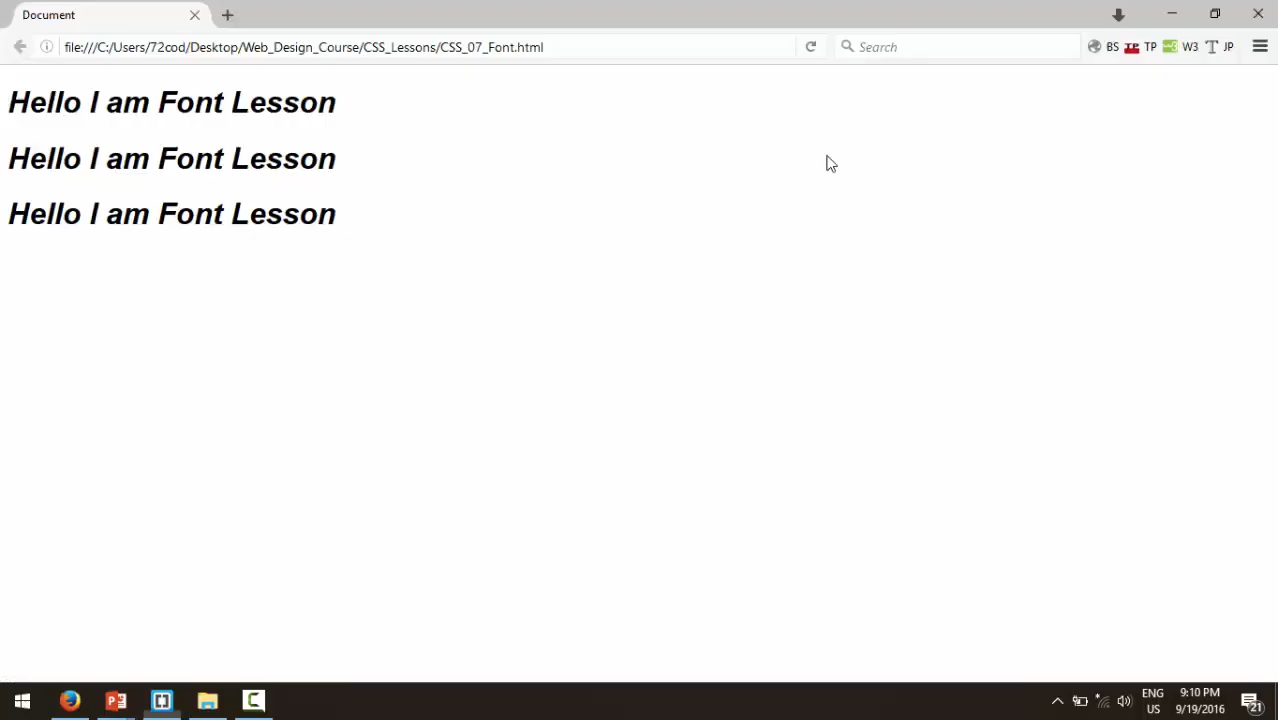 Document
file:///C:/Users/72cod/Desktop/Web_Design_Course/CSS_Lessons/CSS_07_Font.html
Search
BS
TP
W3
JP
Hello I am Font Lesson
Hello I am Font Lesson
Hello I am Font Lesson
ENG
US
9:10 PM
9/19/2016
21